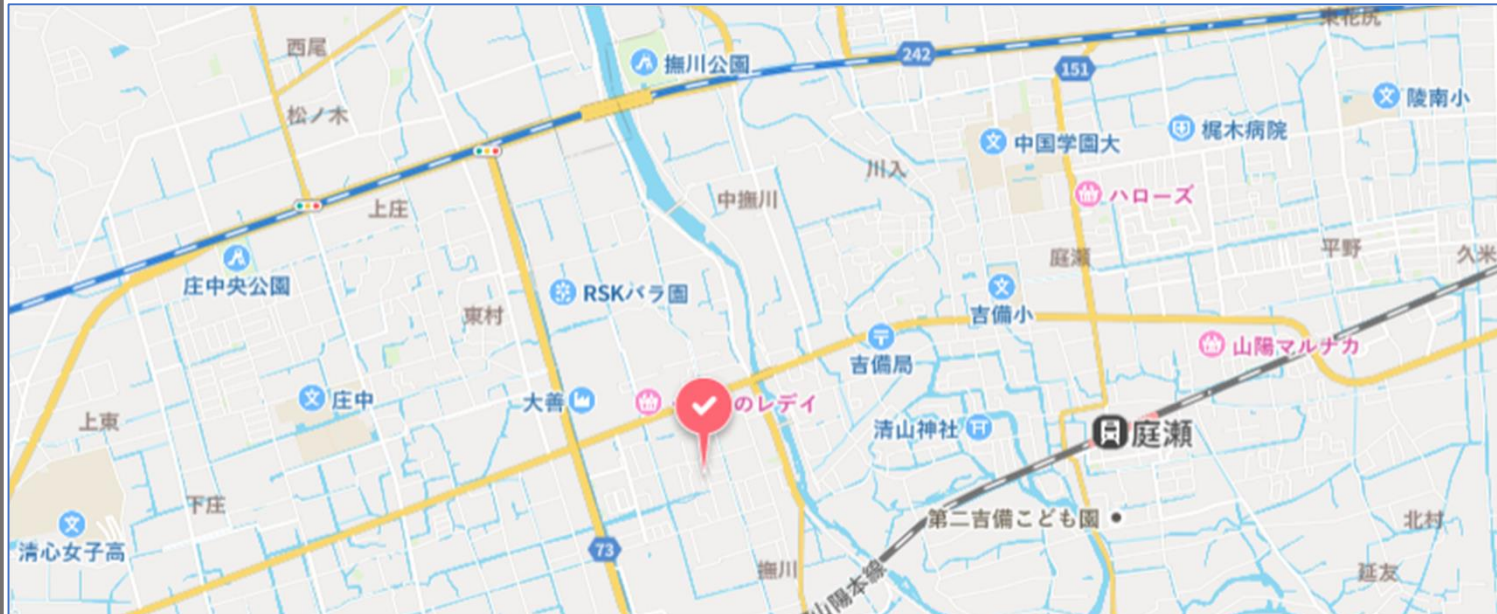 東花尻
西尾
撫川公園
242
151
陵南小
松ノ木
中国学園大
梶木病院
川入
ハローズ
中撫川
上庄
庭瀬
平野
久米
庄中央公園
RSKバラ園
東村
吉備小
吉備局
山陽マルナカ
庄中
大善
のレデイ
上東
清山神社
庭瀬
下庄
第二吉備こども園
北村
清心女子高
73
撫川
山陽本線
延友